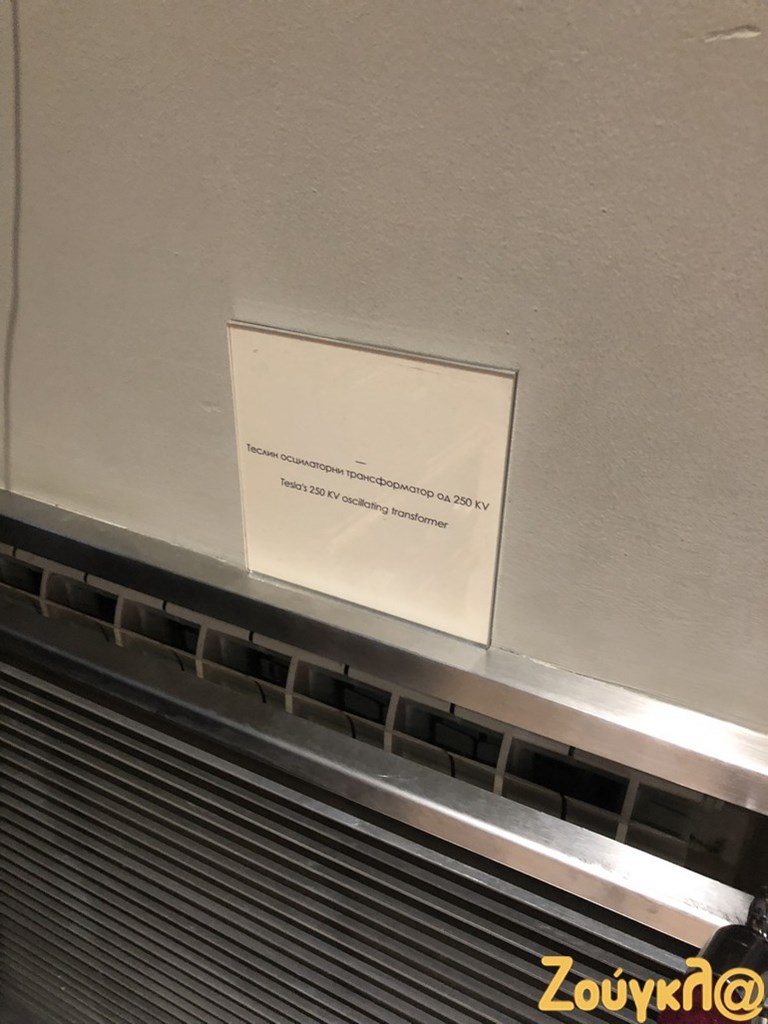 Теслин осцилаторни трансформатор од 250 KV
Tesla's 250 KV oscillating transformer
Ζούγκλ@